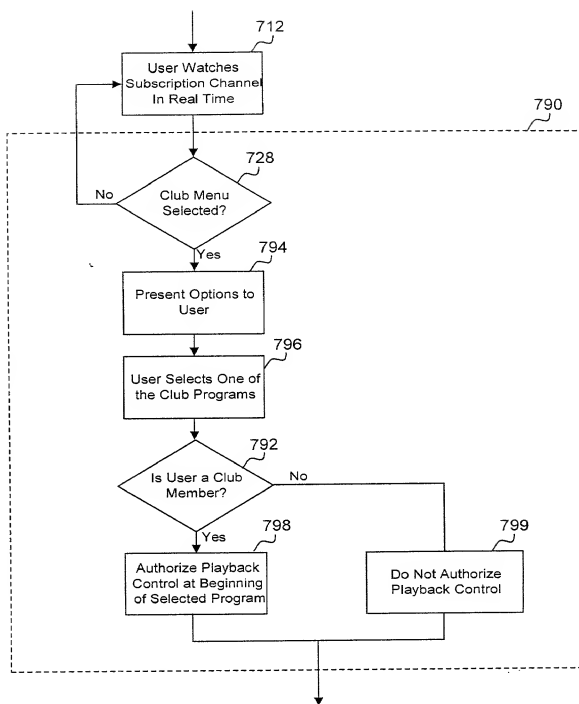 712
User Watches
Subscription Channel
In Real Time
790
728
No
Club Menu
Selected?
Yes
794
Present Options to
User
796
User Selects One of
the Club Programs
792
Is User a Club
Member?
No
Yes
798
Authorize Playback
Control at Beginning
of Selected Program
799
Do Not Authorize
Playback Control